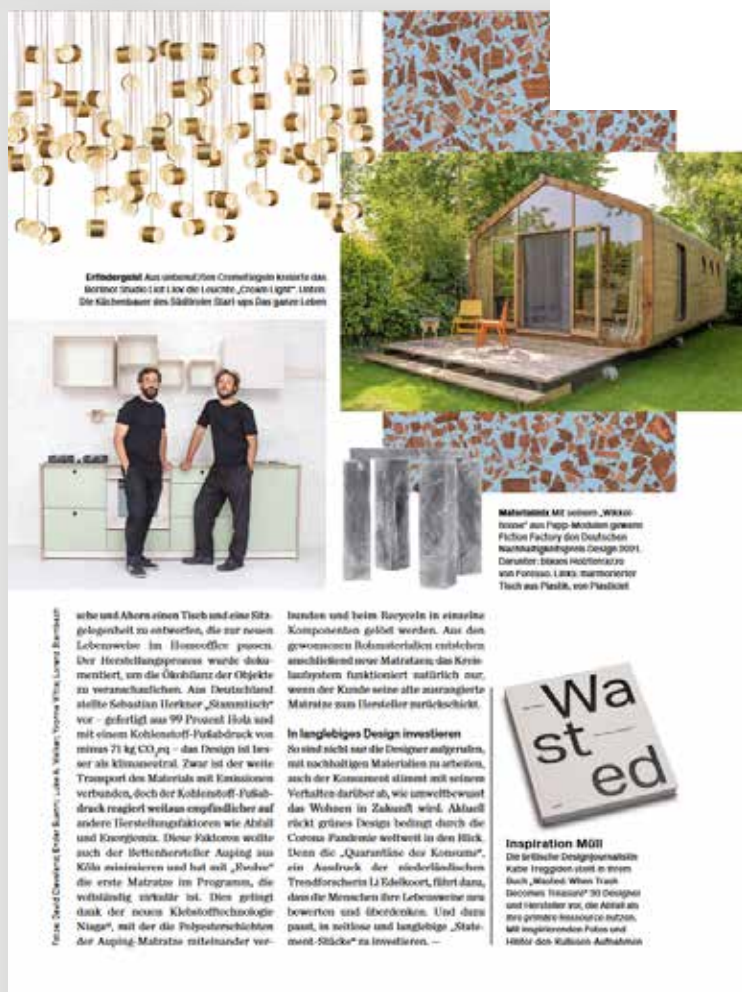 Erfindergeist Aus unbenutzten Cremetiegeln kreierte das
Berliner Studio Llot Llov die Leuchte „Cream Light“. Unten:
Die Küchenbauer des Südtiroler Start-ups Das ganze Leben
Materialmix Mit seinem „Wikkel-
house“ aus Papp-Modulen gewann
Fiction Factory den Deutschen
Nachhaltigkeitspreis Design 2021.
Darunter: blaues Holzterrazzo
von Foresso. Links: marmorierter
Tisch aus Plastik, von Plasticiet
sche und Ahorn einen Tisch und eine Sitz-
gelegenheit zu entwerfen, die zur neuen
Lebensweise im Homeoffice passen.
Der Herstellungsprozess wurde doku-
mentiert, um die Ökobilanz der Objekte
zu veranschaulichen. Aus Deutschland
stellte Sebastian Herkner „Stammtisch“
vor – gefertigt aus 99 Prozent Holz und
mit einem Kohlenstoff-Fußabdruck von
minus 71 kg CO₂eq – das Design ist bes-
ser als klimaneutral. Zwar ist der weite
Transport des Materials mit Emissionen
verbunden, doch der Kohlenstoff-Fußab-
druck reagiert weitaus empfindlicher auf
andere Herstellungsfaktoren wie Abfall
und Energiemix. Diese Faktoren wollte
auch der Bettenhersteller Auping aus
Köln minimieren und hat mit „Evolve“
die erste Matratze im Programm, die
vollständig zirkulär ist. Dies gelingt
dank der neuen Klebstofftechnologie
Niaga®, mit der die Polyesterschichten
der Auping-Matratze miteinander ver-
bunden und beim Recyceln in einzelne
Komponenten gelöst werden. Aus den
gewonnenen Rohmaterialien entstehen
anschließend neue Matratzen; das Kreis-
laufsystem funktioniert natürlich nur,
wenn der Kunde seine alte ausrangierte
Matratze zum Hersteller zurückschickt.
In langlebiges Design investieren
So sind nicht nur die Designer aufgerufen,
mit nachhaltigen Materialien zu arbeiten,
auch der Konsument stimmt mit seinem
Verhalten darüber ab, wie umweltbewusst
das Wohnen in Zukunft wird. Aktuell
rückt grünes Design bedingt durch die
Corona-Pandemie weltweit in den Blick.
Denn die „Quarantäne des Konsums“,
ein Ausdruck der niederländischen
Trendforscherin Li Edelkoort, führt dazu,
dass die Menschen ihre Lebensweise neu
bewerten und überdenken. Und dazu
passt, in zeitlose und langlebige „State-
ment-Stücke“ zu investieren. —
Wa
st
ed
Inspiration Müll
Die britische Designjournalistin
Katie Treggiden stellt in ihrem
Buch „Wasted: When Trash
Becomes Treasure“ 30 Designer
und Hersteller vor, die Abfall als
ihre primäre Ressource nutzen.
Mit inspirierenden Fotos und
Hinter-den-Kulissen-Aufnahmen